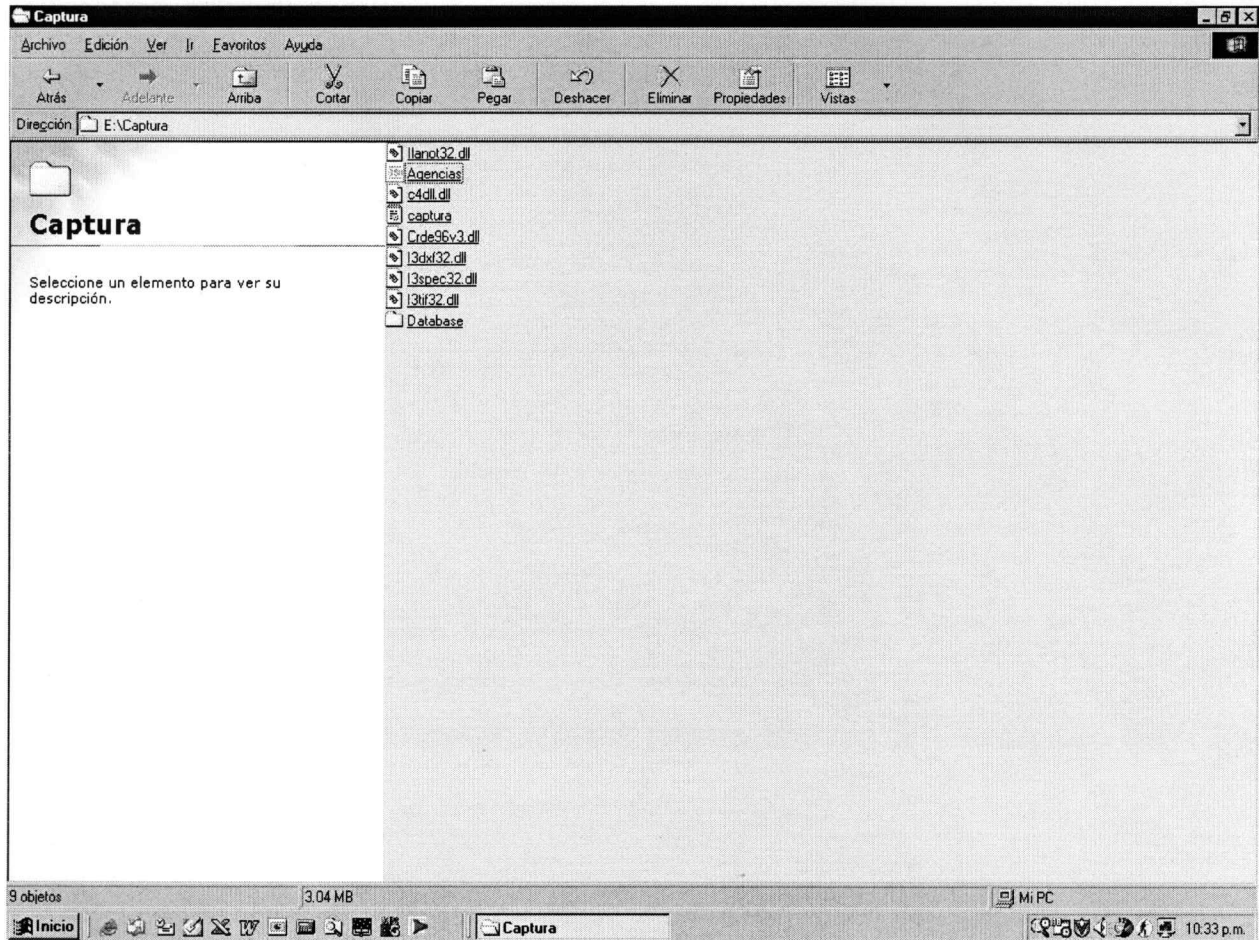 Captura
Archivo Edición Ver Ir Favoritos Ayuda
Atrás Adelante Arriba Cortar Copiar Pegar Deshacer Eliminar Propiedades Vistas
Dirección E:\Captura
Captura
Seleccione un elemento para ver su
descripción.
llanot32.dll
Agencias
c4dll.dll
captura
Crde96v3.dll
l3dxf32.dll
l3spec32.dll
l3tif32.dll
Database
9 objetos 3.04 MB Mi PC
Inicio Captura 10:33 p.m.